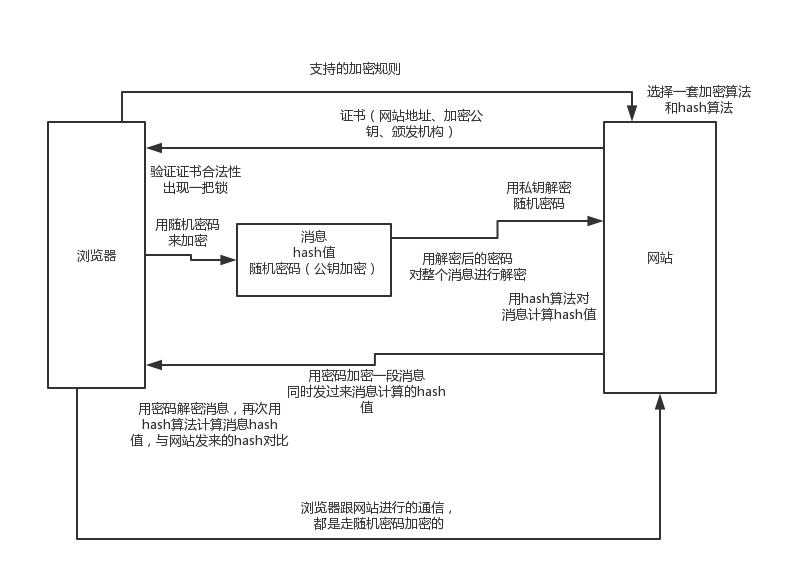 支持的加密规则
选择一套加密算法
和hash算法
证书（网站地址、加密公
钥、颁发机构）
验证证书合法性
出现一把锁
用私钥解密
随机密码
用随机密码
来加密
消息
hash值
随机密码（公钥加密）
浏览器
用解密后的密码
对整个消息进行解密
网站
用hash算法对
消息计算hash值
用密码加密一段消息
同时发过来消息计算的hash
值
用密码解密消息，再次用
hash算法计算消息hash
值，与网站发来的hash对比
浏览器跟网站进行的通信，
都是走随机密码加密的